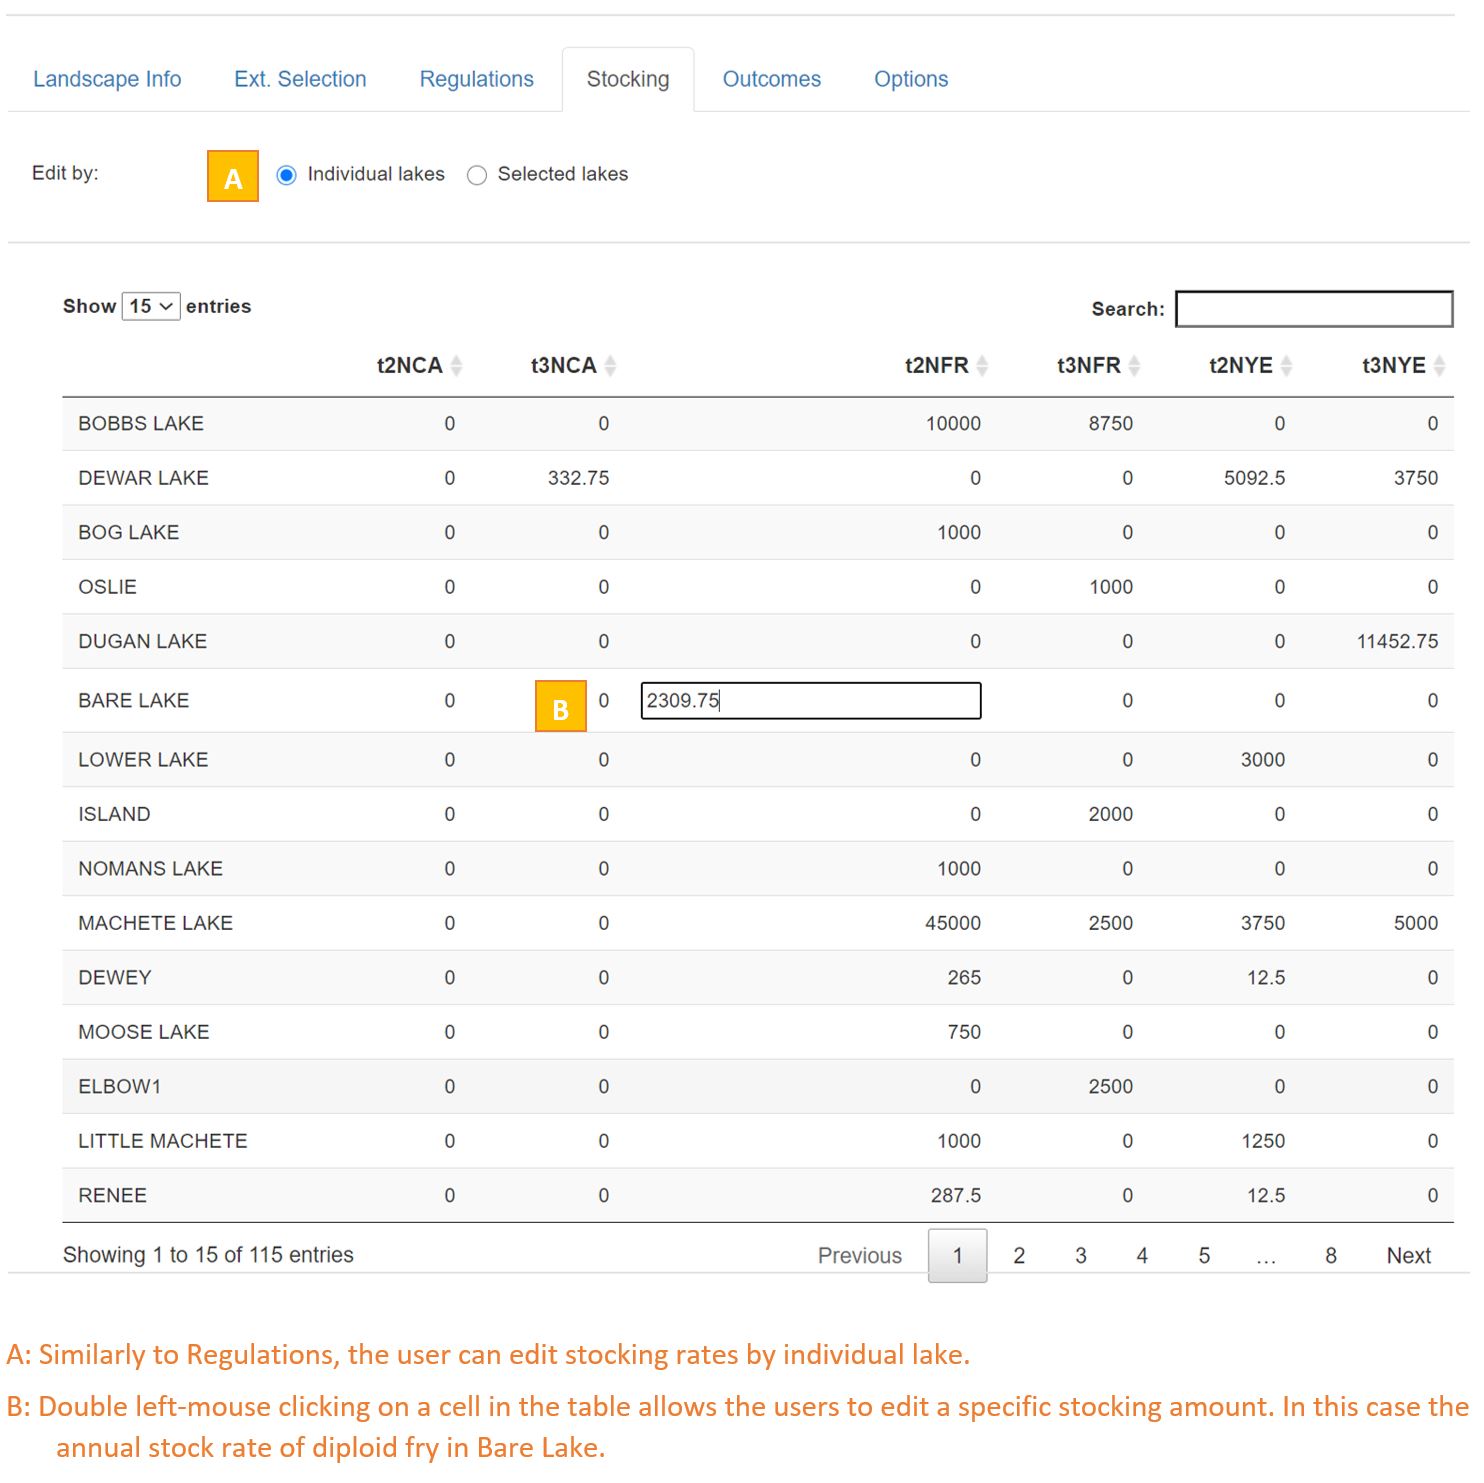 Landscape Info Ext. Selection Regulations Stocking Outcomes Options
Edit by: A Individual lakes Selected lakes
Show 15 entries Search:
t2NCA t3NCA t2NFR t3NFR t2NYE t3NYE
BOBBS LAKE 0 0 10000 8750 0 0
DEWAR LAKE 0 332.75 0 0 5092.5 3750
BOG LAKE 0 0 1000 0 0 0
OSLIE 0 0 0 1000 0 0
DUGAN LAKE 0 0 0 0 0 11452.75
BARE LAKE 0 B 0 2309.75 0 0 0
LOWER LAKE 0 0 0 0 3000 0
ISLAND 0 0 0 2000 0 0
NOMANS LAKE 0 0 1000 0 0 0
MACHETE LAKE 0 0 45000 2500 3750 5000
DEWEY 0 0 265 0 12.5 0
MOOSE LAKE 0 0 750 0 0 0
ELBOW1 0 0 0 2500 0 0
LITTLE MACHETE 0 0 1000 0 1250 0
RENEE 0 0 287.5 0 12.5 0
Showing 1 to 15 of 115 entries Previous 1 2 3 4 5 ... 8 Next
A: Similarly to Regulations, the user can edit stocking rates by individual lake.
B: Double left-mouse clicking on a cell in the table allows the users to edit a specific stocking amount. In this case the
annual stock rate of diploid fry in Bare Lake.